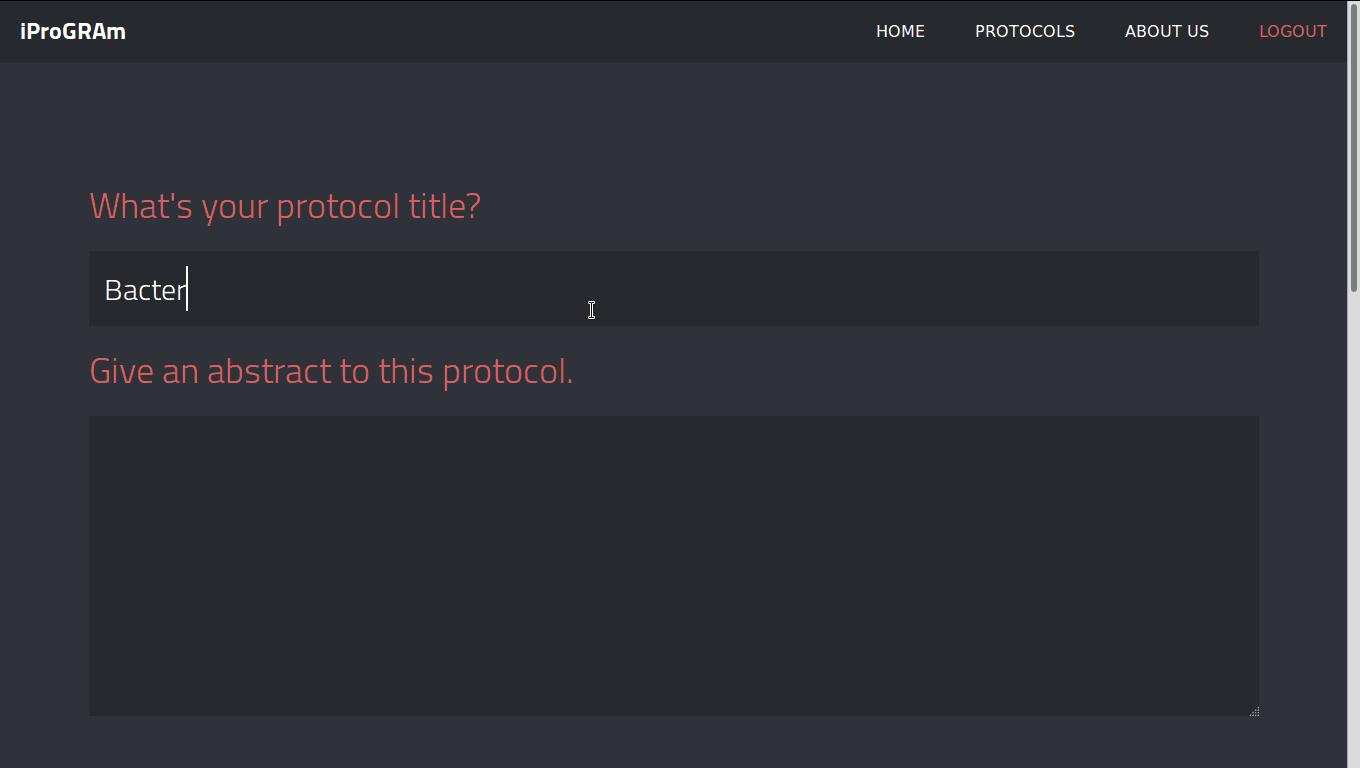 iProGRAm HOME PROTOCOLS ABOUT US LOGOUT
What's your protocol title?
Bacter
Give an abstract to this protocol.